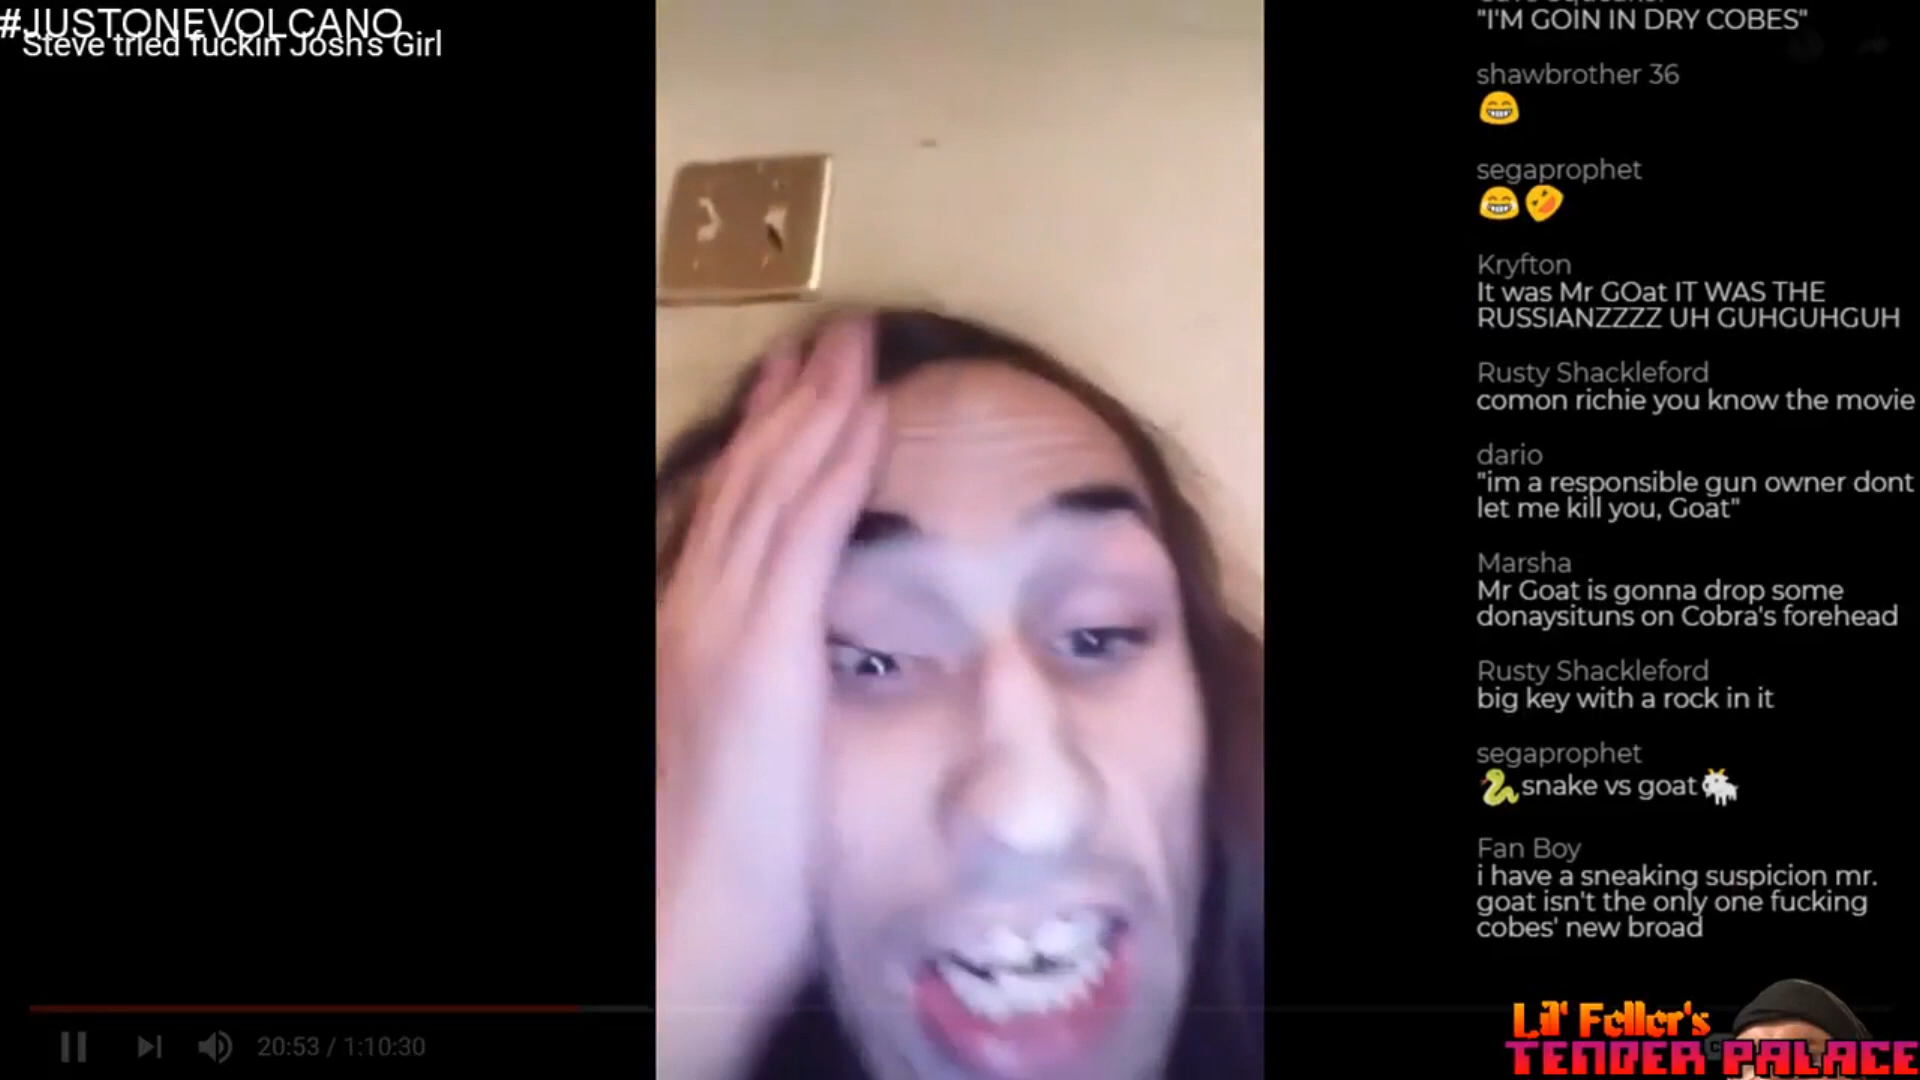 #JUSTONEVOLCANO
Steve tried fuckin Josh's Girl
"I'M GOIN IN DRY COBES"
shawbrother 36
segaprophet
Kryfton
It was Mr GOat IT WAS THE
RUSSIANZZZZ UH GUHGUHGUH
Rusty Shackleford
comon richie you know the movie
dario
"im a responsible gun owner dont
let me kill you, Goat"
Marsha
Mr Goat is gonna drop some
donaysituns on Cobra's forehead
Rusty Shackleford
big key with a rock in it
segaprophet
🐍snake vs goat🐐
Fan Boy
i have a sneaking suspicion mr.
goat isn't the only one fucking
cobes' new broad
20:53 / 1:10:30
Lil' Feller's
TENDER PALACE